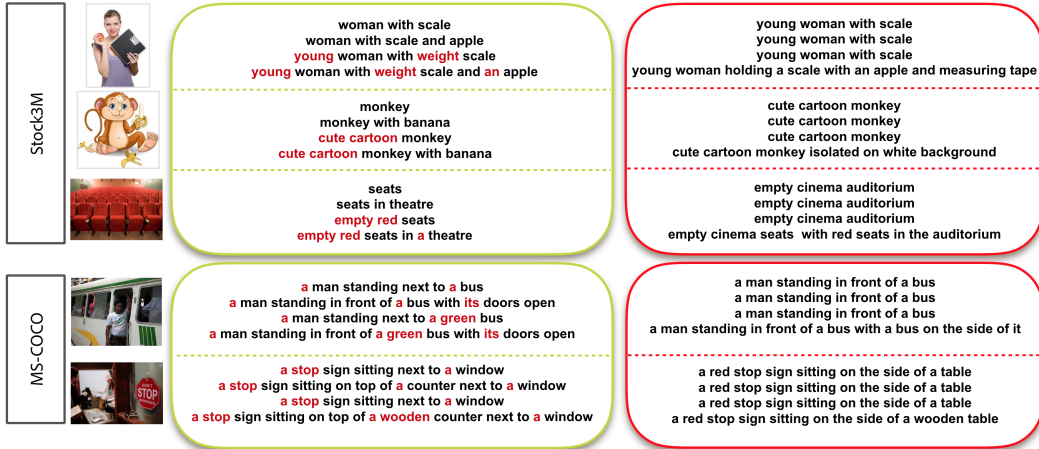 Stock3M
woman with scale
woman with scale and apple
young woman with weight scale
young woman with weight scale and an apple
monkey
monkey with banana
cute cartoon monkey
cute cartoon monkey with banana
seats
seats in theatre
empty red seats
empty red seats in a theatre
young woman with scale
young woman with scale
young woman with scale
young woman holding a scale with an apple and measuring tape
cute cartoon monkey
cute cartoon monkey
cute cartoon monkey
cute cartoon monkey isolated on white background
empty cinema auditorium
empty cinema auditorium
empty cinema auditorium
empty cinema seats with red seats in the auditorium
MS-COCO
a man standing next to a bus
a man standing in front of a bus with its doors open
a man standing next to a green bus
a man standing in front of a green bus with its doors open
DON'T
STOP
a stop sign sitting next to a window
a stop sign sitting on top of a counter next to a window
a stop sign sitting next to a window
a stop sign sitting on top of a wooden counter next to a window
a man standing in front of a bus
a man standing in front of a bus
a man standing in front of a bus
a man standing in front of a bus with a bus on the side of it
a red stop sign sitting on the side of a table
a red stop sign sitting on the side of a table
a red stop sign sitting on the side of a table
a red stop sign sitting on the side of a wooden table